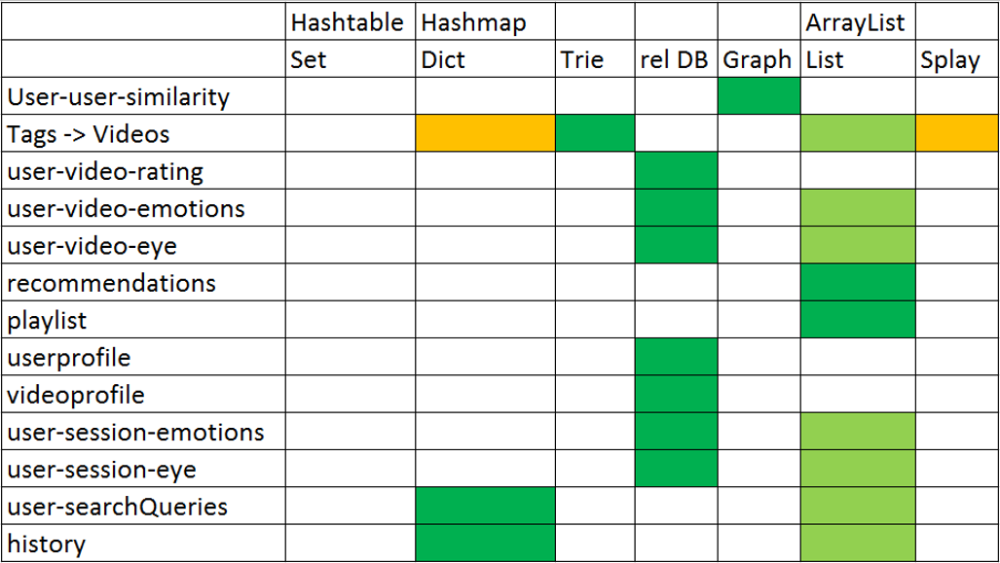 Hashtable Hashmap ArrayList
Set Dict Trie rel DB Graph List Splay
User-user-similarity
Tags -> Videos
user-video-rating
user-video-emotions
user-video-eye
recommendations
playlist
userprofile
videoprofile
user-session-emotions
user-session-eye
user-searchQueries
history